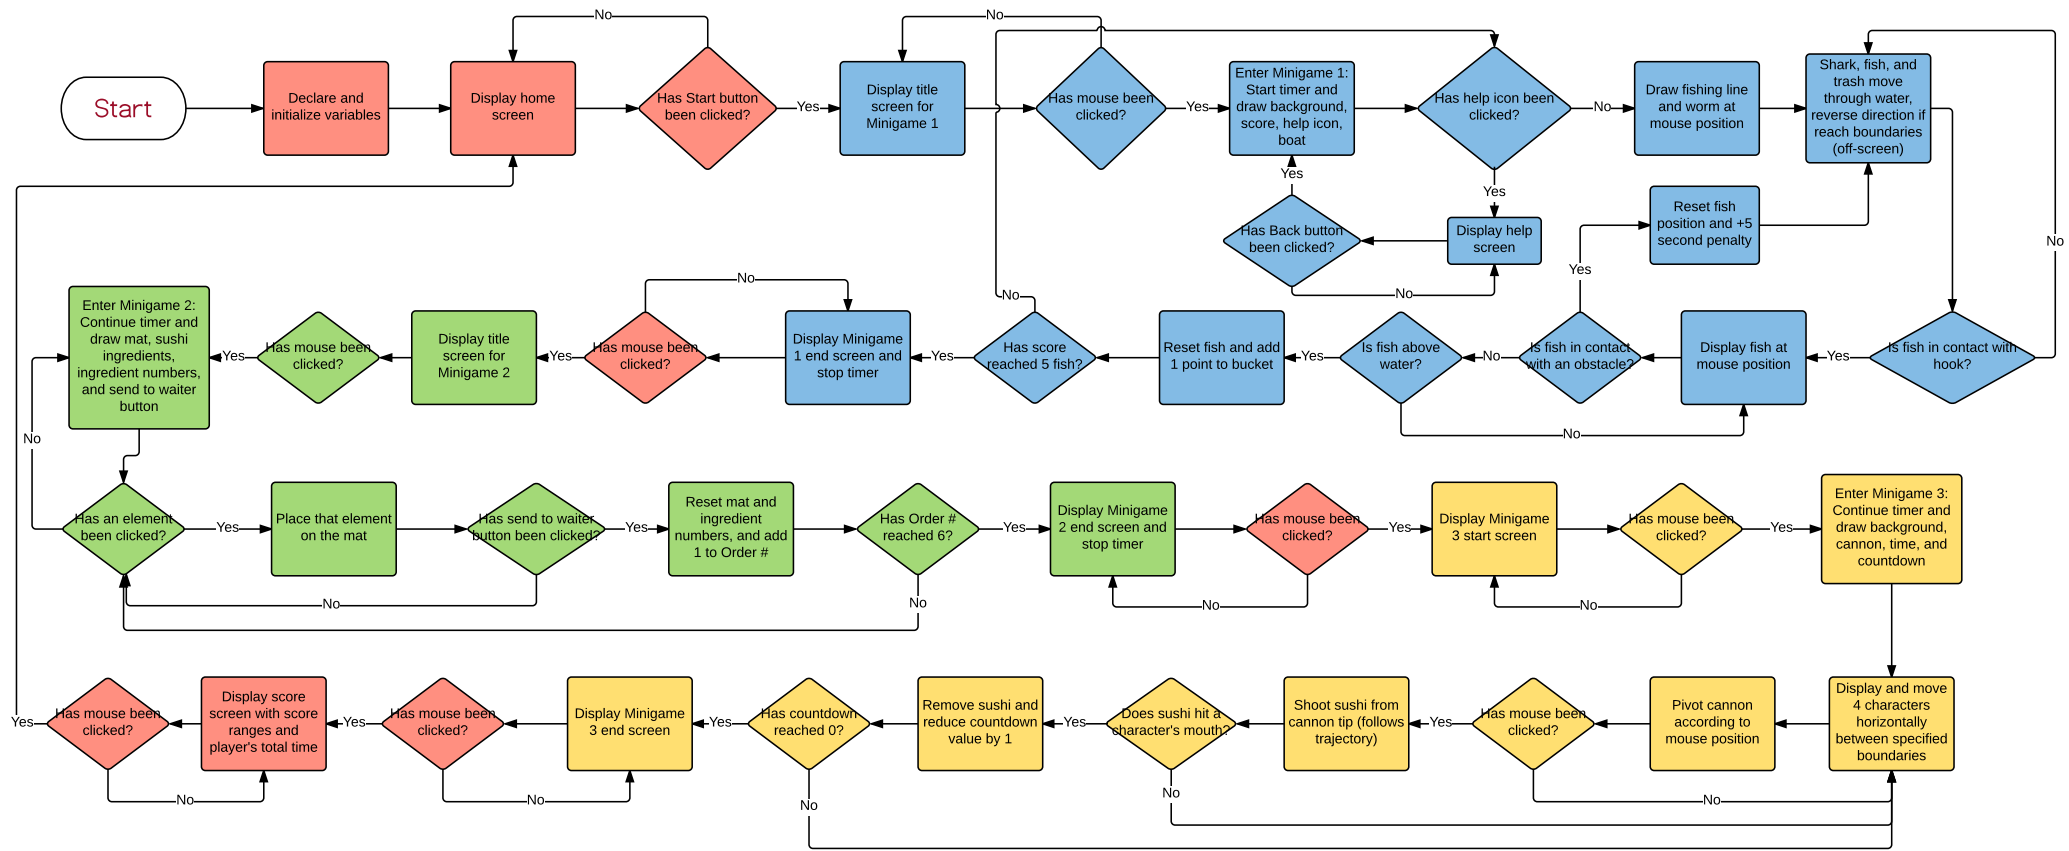 No
No
Start
Declare and
initialize variables
Display home
screen
Has Start button
been clicked?
Yes
Display title
screen for
Minigame 1
Has mouse been
clicked?
Yes
Enter Minigame 1:
Start timer and
draw background,
score, help icon,
boat
Has help icon been
clicked?
No
Draw fishing line
and worm at
mouse position
Shark, fish, and
trash move
through water,
reverse direction if
reach boundaries
(off-screen)
Yes
Yes
Has Back button
been clicked?
Display help
screen
No
Reset fish
position and +5
second penalty
Yes
No
Enter Minigame 2:
Continue timer and
draw mat, sushi
ingredients,
ingredient numbers,
and send to waiter
button
Yes
Has mouse been
clicked?
Display title
screen for
Minigame 2
Yes
Has mouse been
clicked?
No
Display Minigame
1 end screen and
stop timer
Yes
Has score
reached 5 fish?
No
Reset fish and add
1 point to bucket
Yes
Is fish above
water?
No
Is fish in contact
with an obstacle?
Display fish at
mouse position
Yes
Is fish in contact with
hook?
No
No
Has an element
been clicked?
Yes
Place that element
on the mat
Has send to waiter
button been clicked?
Yes
Reset mat and
ingredient
numbers, and add
1 to Order #
Has Order #
reached 6?
Yes
Display Minigame
2 end screen and
stop timer
Has mouse been
clicked?
Yes
Display Minigame
3 start screen
Has mouse been
clicked?
Yes
Enter Minigame 3:
Continue timer and
draw background,
cannon, time, and
countdown
No
No
No
No
Yes
Has mouse been
clicked?
Display score
screen with score
ranges and
player's total time
Yes
Has mouse been
clicked?
Display Minigame
3 end screen
Yes
Has countdown
reached 0?
Remove sushi and
reduce countdown
value by 1
Yes
Does sushi hit a
character's mouth?
Shoot sushi from
cannon tip (follows
trajectory)
Yes
Has mouse been
clicked?
Pivot cannon
according to
mouse position
Display and move
4 characters
horizontally
between specified
boundaries
No
No
No
No
No